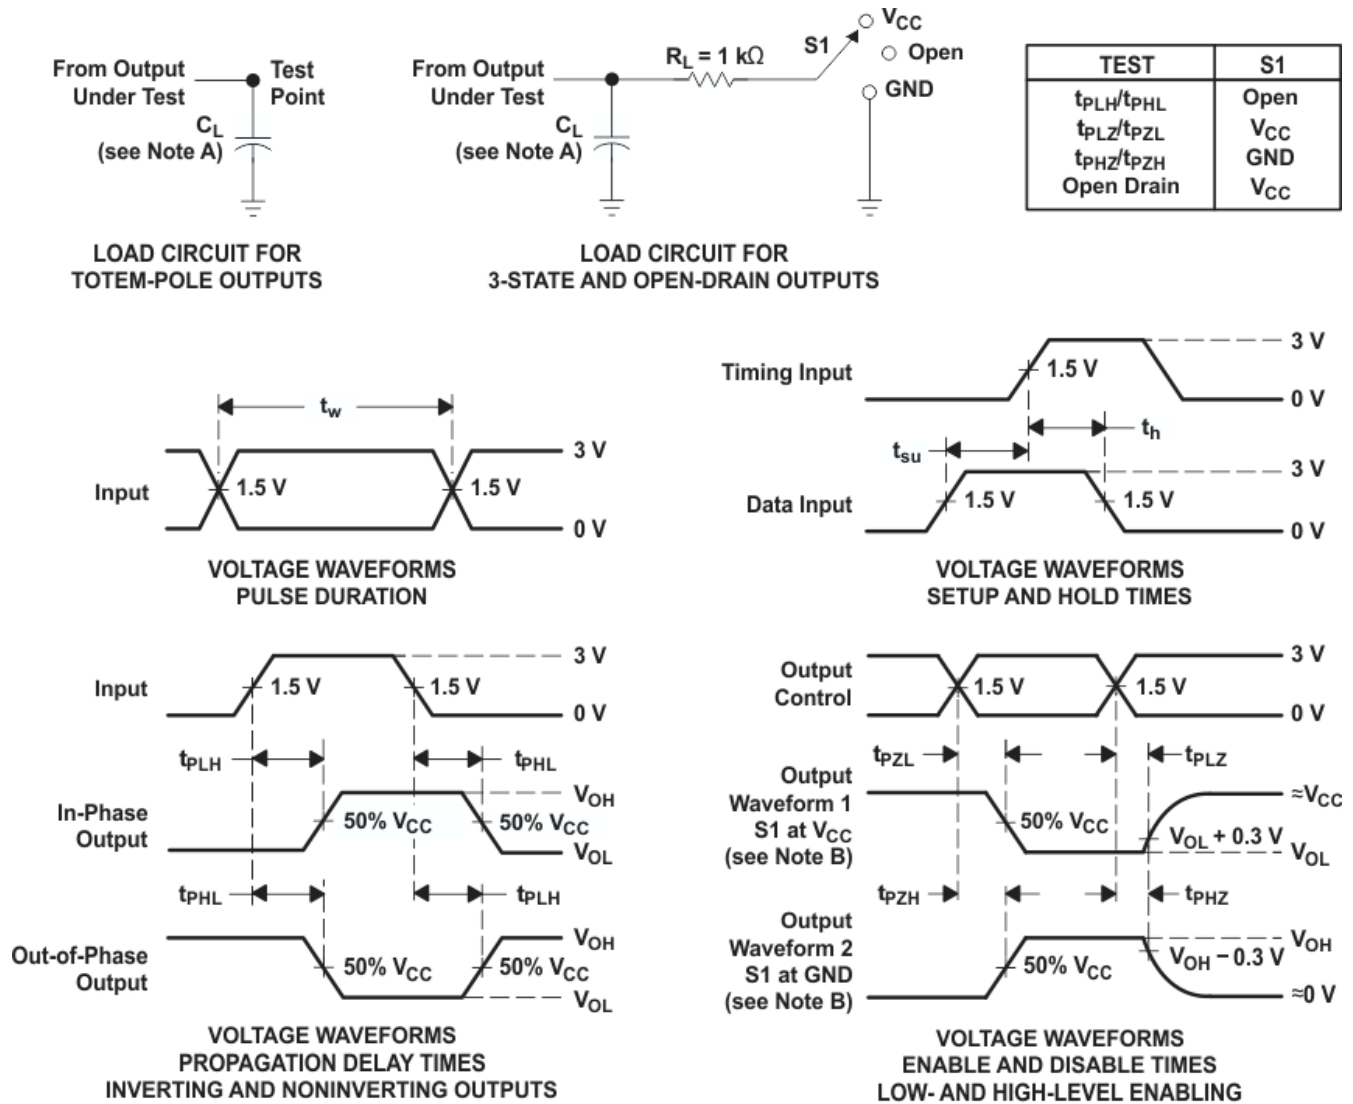 From Output
Under Test
Test
Point
CL
(see Note A)
LOAD CIRCUIT FOR
TOTEM-POLE OUTPUTS
From Output
Under Test
CL
(see Note A)
RL = 1 kΩ
S1
VCC
Open
GND
LOAD CIRCUIT FOR
3-STATE AND OPEN-DRAIN OUTPUTS
TEST S1
tPLH/tPHL Open
tPLZ/tPZL VCC
tPHZ/tPZH GND
Open Drain VCC
tw
Input
1.5 V
1.5 V
3 V
0 V
VOLTAGE WAVEFORMS
PULSE DURATION
Timing Input
1.5 V
3 V
0 V
th
tsu
Data Input
1.5 V
1.5 V
3 V
0 V
VOLTAGE WAVEFORMS
SETUP AND HOLD TIMES
Input
1.5 V
1.5 V
3 V
0 V
tPLH
tPHL
In-Phase
Output
50% VCC
50% VCC
VOH
VOL
tPHL
tPLH
Out-of-Phase
Output
50% VCC
50% VCC
VOH
VOL
VOLTAGE WAVEFORMS
PROPAGATION DELAY TIMES
INVERTING AND NONINVERTING OUTPUTS
Output
Control
1.5 V
1.5 V
3 V
0 V
tPZL
tPLZ
Output
Waveform 1
S1 at VCC
(see Note B)
50% VCC
VOL + 0.3 V
≈VCC
VOL
tPZH
tPHZ
Output
Waveform 2
S1 at GND
(see Note B)
50% VCC
VOH − 0.3 V
VOH
≈0 V
VOLTAGE WAVEFORMS
ENABLE AND DISABLE TIMES
LOW- AND HIGH-LEVEL ENABLING